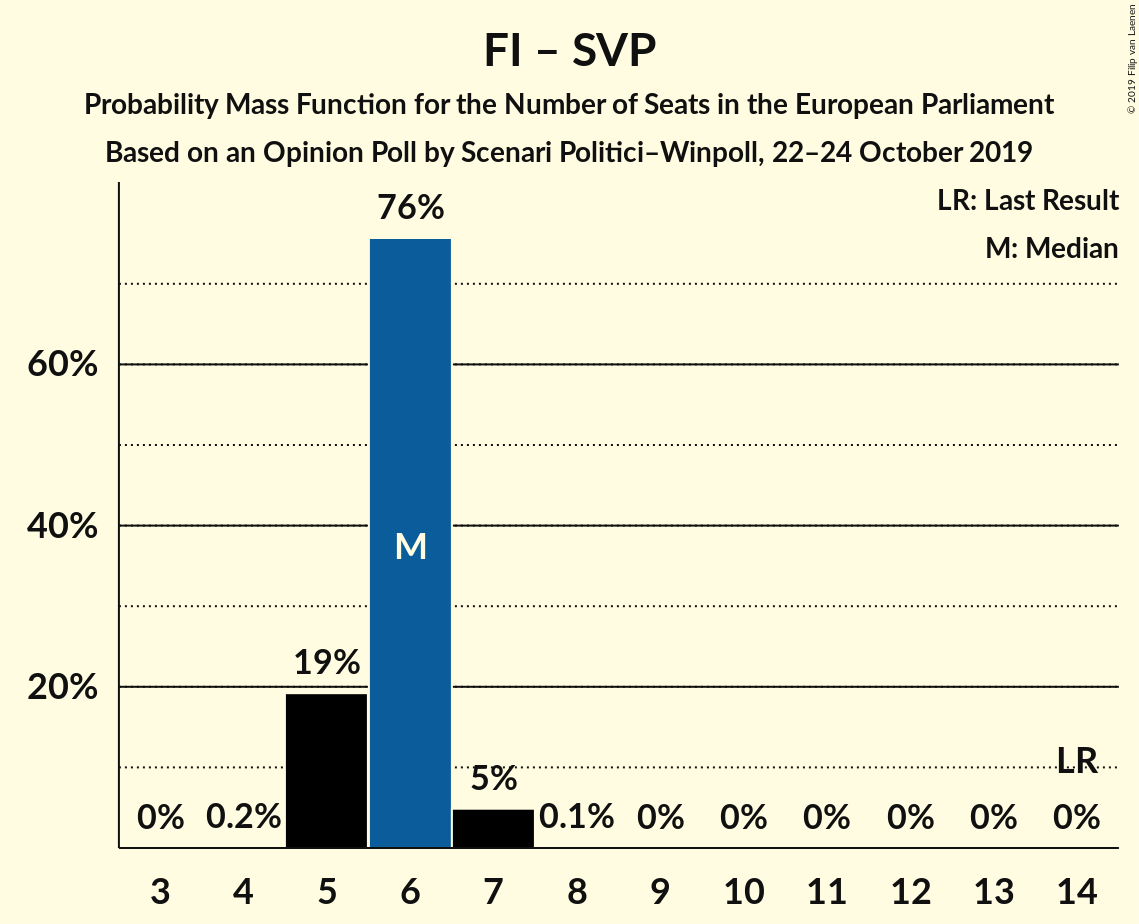 FI – SVP
Probability Mass Function for the Number of Seats in the European Parliament
Based on an Opinion Poll by Scenari Politici–Winpoll, 22–24 October 2019
© 2019 Filip van Laenen
LR: Last Result
M: Median
76%
60%
40%
M
19%
20%
LR
5%
0% 0.2% 0.1% 0% 0% 0% 0% 0% 0%
3 4 5 6 7 8 9 10 11 12 13 14